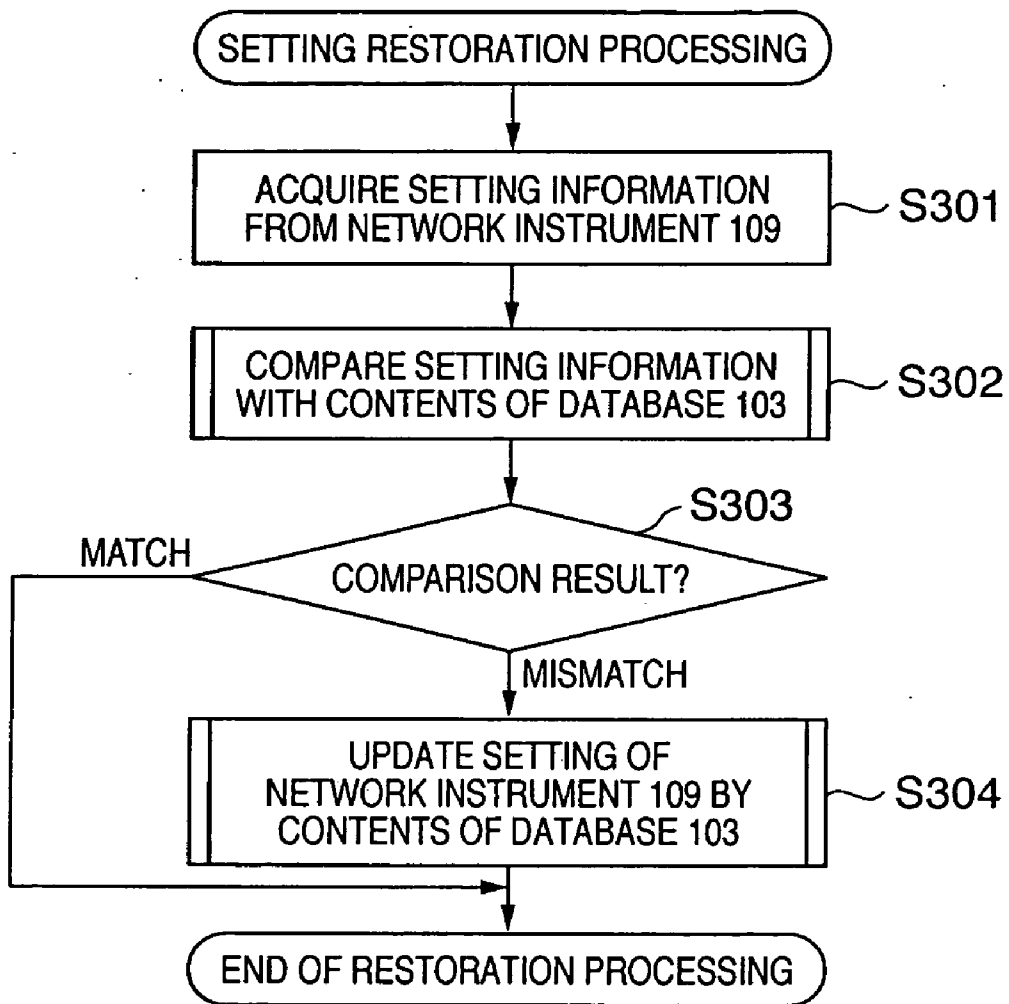 SETTING RESTORATION PROCESSING
ACQUIRE SETTING INFORMATION
FROM NETWORK INSTRUMENT 109
S301
COMPARE SETTING INFORMATION
WITH CONTENTS OF DATABASE 103
S302
S303
MATCH
COMPARISON RESULT?
MISMATCH
UPDATE SETTING OF
NETWORK INSTRUMENT 109 BY
CONTENTS OF DATABASE 103
S304
END OF RESTORATION PROCESSING